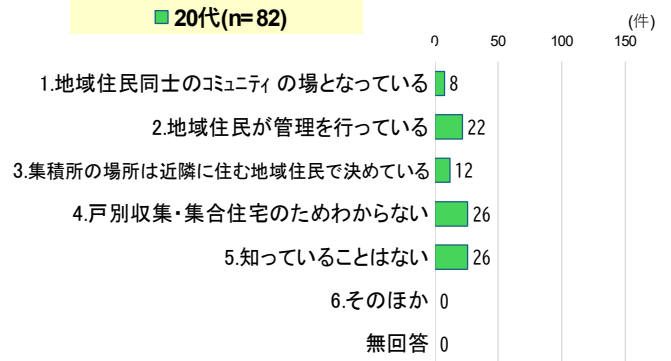 20代(n=82)
(件)
0 50 100 150
1.地域住民同士のコミュニティの場となっている 8
2.地域住民が管理を行っている 22
3.集積所の場所は近隣に住む地域住民で決めている 12
4.戸別収集・集合住宅のためわからない 26
5.知っていることはない 26
6.そのほか 0
無回答 0